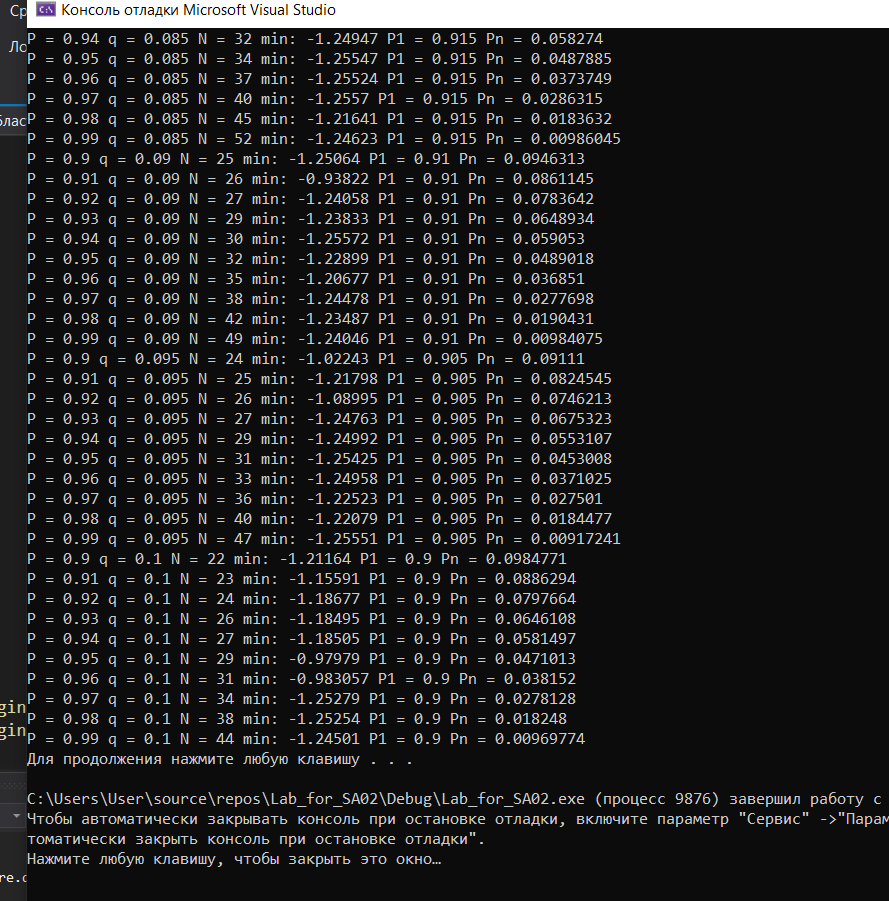 Консоль отладки Microsoft Visual Studio
P = 0.94 q = 0.085 N = 32 min: -1.24947 P1 = 0.915 Pn = 0.058274
P = 0.95 q = 0.085 N = 34 min: -1.25547 P1 = 0.915 Pn = 0.0487885
P = 0.96 q = 0.085 N = 37 min: -1.25524 P1 = 0.915 Pn = 0.0373749
P = 0.97 q = 0.085 N = 40 min: -1.2557 P1 = 0.915 Pn = 0.0286315
P = 0.98 q = 0.085 N = 45 min: -1.21641 P1 = 0.915 Pn = 0.0183632
P = 0.99 q = 0.085 N = 52 min: -1.24623 P1 = 0.915 Pn = 0.00986045
P = 0.9 q = 0.09 N = 25 min: -1.25064 P1 = 0.91 Pn = 0.0946313
P = 0.91 q = 0.09 N = 26 min: -0.93822 P1 = 0.91 Pn = 0.0861145
P = 0.92 q = 0.09 N = 27 min: -1.24058 P1 = 0.91 Pn = 0.0783642
P = 0.93 q = 0.09 N = 29 min: -1.23833 P1 = 0.91 Pn = 0.0648934
P = 0.94 q = 0.09 N = 30 min: -1.25572 P1 = 0.91 Pn = 0.059053
P = 0.95 q = 0.09 N = 32 min: -1.22899 P1 = 0.91 Pn = 0.0489018
P = 0.96 q = 0.09 N = 35 min: -1.20677 P1 = 0.91 Pn = 0.036851
P = 0.97 q = 0.09 N = 38 min: -1.24478 P1 = 0.91 Pn = 0.0277698
P = 0.98 q = 0.09 N = 42 min: -1.23487 P1 = 0.91 Pn = 0.0190431
P = 0.99 q = 0.09 N = 49 min: -1.24046 P1 = 0.91 Pn = 0.00984075
P = 0.9 q = 0.095 N = 24 min: -1.02243 P1 = 0.905 Pn = 0.09111
P = 0.91 q = 0.095 N = 25 min: -1.21798 P1 = 0.905 Pn = 0.0824545
P = 0.92 q = 0.095 N = 26 min: -1.08995 P1 = 0.905 Pn = 0.0746213
P = 0.93 q = 0.095 N = 27 min: -1.24763 P1 = 0.905 Pn = 0.0675323
P = 0.94 q = 0.095 N = 29 min: -1.24992 P1 = 0.905 Pn = 0.0553107
P = 0.95 q = 0.095 N = 31 min: -1.25425 P1 = 0.905 Pn = 0.0453008
P = 0.96 q = 0.095 N = 33 min: -1.24958 P1 = 0.905 Pn = 0.0371025
P = 0.97 q = 0.095 N = 36 min: -1.22523 P1 = 0.905 Pn = 0.027501
P = 0.98 q = 0.095 N = 40 min: -1.22079 P1 = 0.905 Pn = 0.0184477
P = 0.99 q = 0.095 N = 47 min: -1.25551 P1 = 0.905 Pn = 0.00917241
P = 0.9 q = 0.1 N = 22 min: -1.21164 P1 = 0.9 Pn = 0.0984771
P = 0.91 q = 0.1 N = 23 min: -1.15591 P1 = 0.9 Pn = 0.0886294
P = 0.92 q = 0.1 N = 24 min: -1.18677 P1 = 0.9 Pn = 0.0797664
P = 0.93 q = 0.1 N = 26 min: -1.18495 P1 = 0.9 Pn = 0.0646108
P = 0.94 q = 0.1 N = 27 min: -1.18505 P1 = 0.9 Pn = 0.0581497
P = 0.95 q = 0.1 N = 29 min: -0.97979 P1 = 0.9 Pn = 0.0471013
P = 0.96 q = 0.1 N = 31 min: -0.983057 P1 = 0.9 Pn = 0.038152
P = 0.97 q = 0.1 N = 34 min: -1.25279 P1 = 0.9 Pn = 0.0278128
P = 0.98 q = 0.1 N = 38 min: -1.25254 P1 = 0.9 Pn = 0.018248
P = 0.99 q = 0.1 N = 44 min: -1.24501 P1 = 0.9 Pn = 0.00969774
Для продолжения нажмите любую клавишу . . .
C:\Users\User\source\repos\Lab_for_SA02\Debug\Lab_for_SA02.exe (процесс 9876) завершил работу с
Чтобы автоматически закрывать консоль при остановке отладки, включите параметр "Сервис" ->"Парам
томатически закрыть консоль при остановке отладки".
Нажмите любую клавишу, чтобы закрыть это окно…